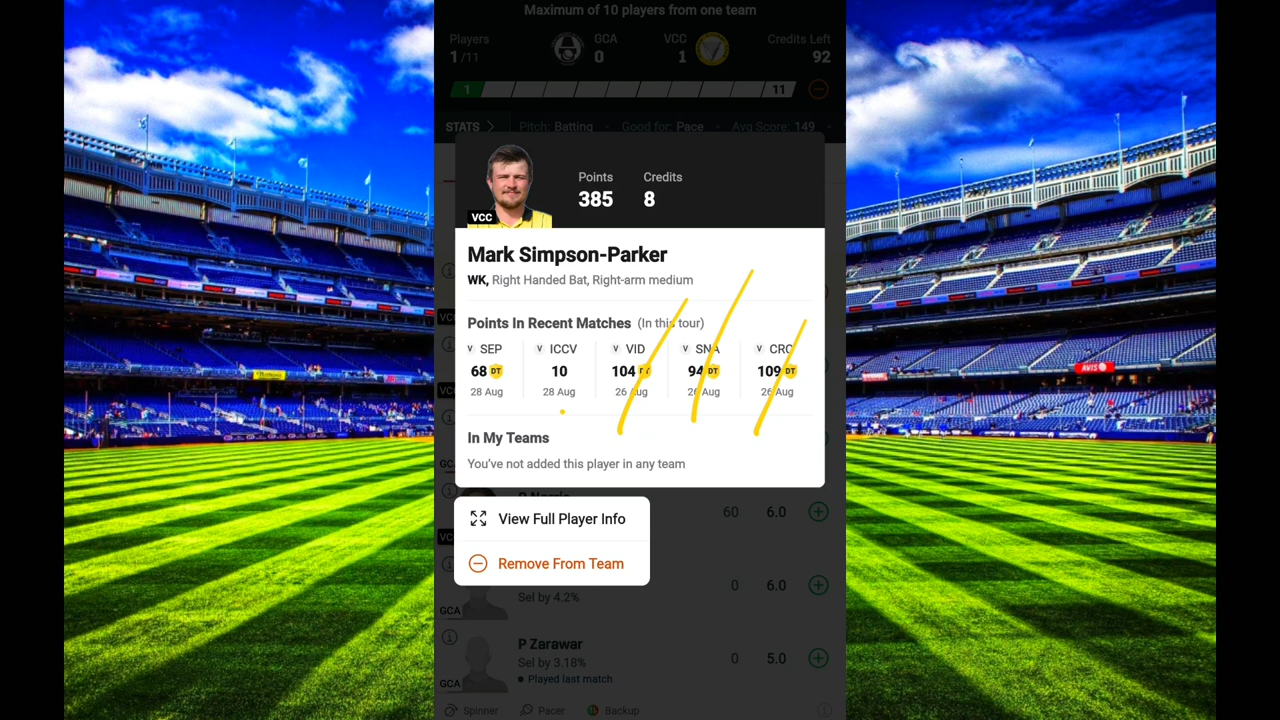 Maximum of 10 players from one team
Players GCA VCC Credits Left
1/11 0 1 92
1 11
STATS Pitch: Batting Good for: Pace Avg Score: 149
Points Credits
385 8
VCC
Mark Simpson-Parker
WK, Right Handed Bat, Right-arm medium
Points In Recent Matches (In this tour)
V SEP V ICCV V VID V SNA V CRC
68 DT 10 104 94 DT 109 DT
28 Aug 28 Aug 26 Aug 26 Aug 26 Aug
In My Teams
You've not added this player in any team
View Full Player Info
60 6.0
Remove From Team
0 6.0
Sel by 4.2%
GCA
P Zarawar
Sel by 3.18% 0 5.0
Played last match
GCA
Spinner Pacer Backup
AVIS